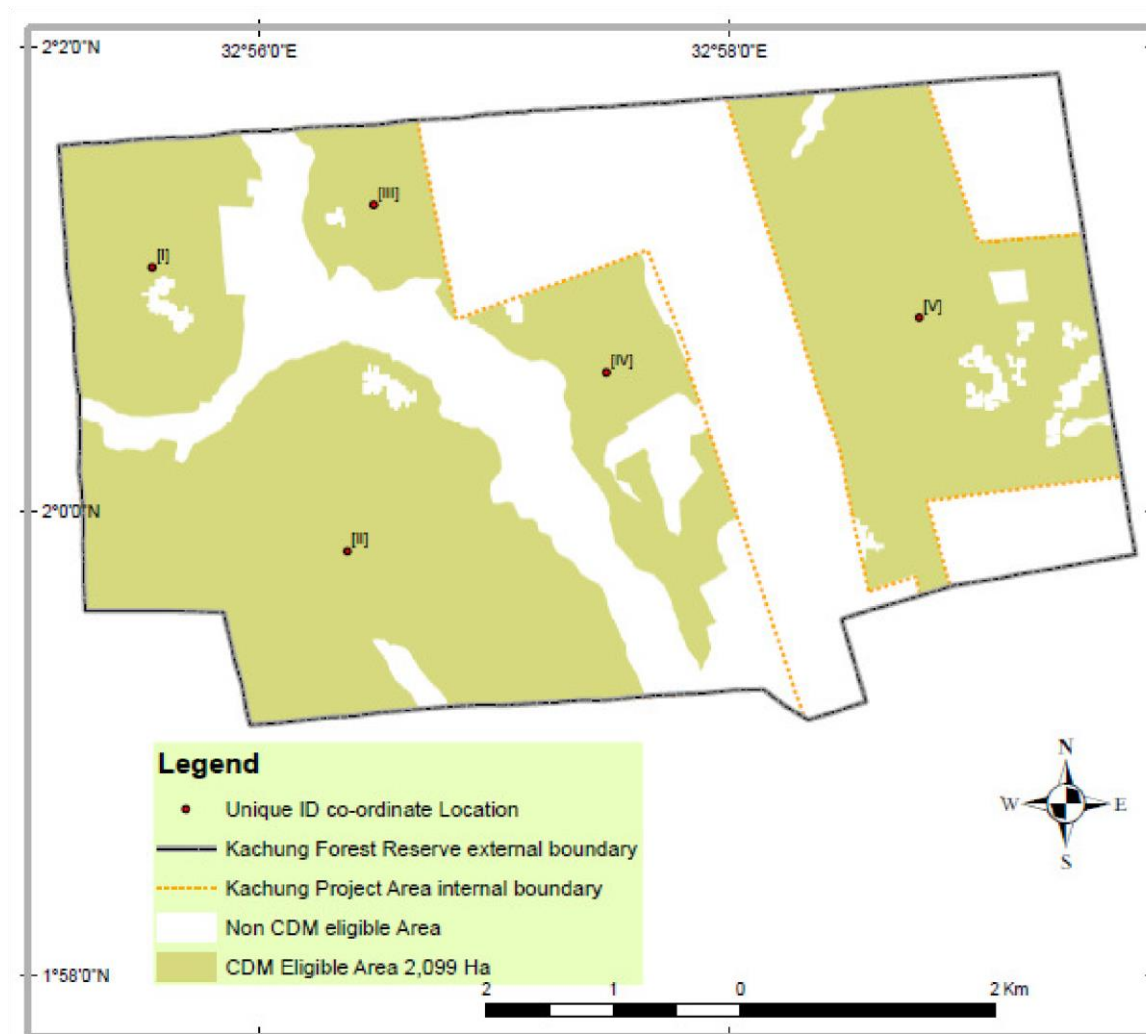 2°2'0"N
32°56'0"E
32°58'0"E
[III]
[I]
[V]
[IV]
2°0'0"N
[II]
Legend
Unique ID co-ordinate Location
Kachung Forest Reserve external boundary
Kachung Project Area internal boundary
Non CDM eligible Area
CDM Eligible Area 2,099 Ha
N
W
E
S
1°58'0"N
2 1 0 2 Km